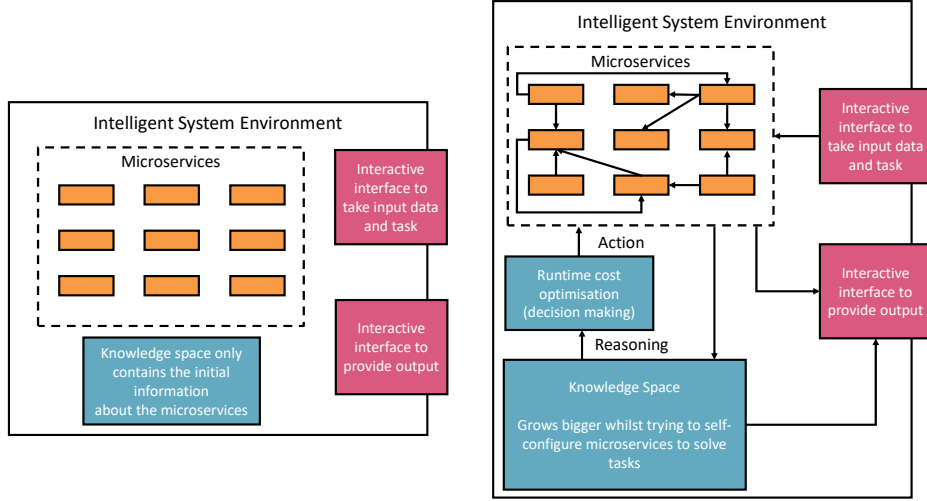 Intelligent System Environment
Microservices
Interactive
interface to
take input data
and task
Interactive
interface to
provide output
Knowledge space only
contains the initial
information
about the microservices
Intelligent System Environment
Microservices
Interactive
interface to
take input data
and task
Action
Runtime cost
optimisation
(decision making)
Interactive
interface to
provide output
Reasoning
Knowledge Space
Grows bigger whilst trying to self-
configure microservices to solve
tasks